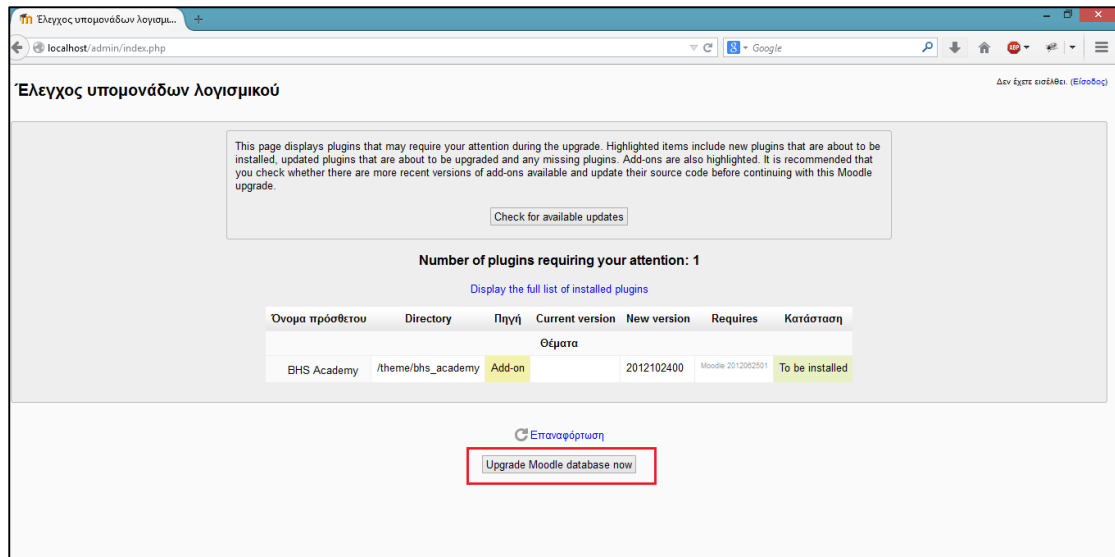 Έλεγχος υπομονάδων λογισμι...
localhost/admin/index.php
8 Google
ABP
Έλεγχος υπομονάδων λογισμικού
Δεν έχετε εισέλθει. (Είσοδος)
This page displays plugins that may require your attention during the upgrade. Highlighted items include new plugins that are about to be
installed, updated plugins that are about to be upgraded and any missing plugins. Add-ons are also highlighted. It is recommended that
you check whether there are more recent versions of add-ons available and update their source code before continuing with this Moodle
upgrade.
Check for available updates
Number of plugins requiring your attention: 1
Display the full list of installed plugins
Όνομα πρόσθετου Directory Πηγή Current version New version Requires Κατάσταση
Θέματα
BHS Academy /theme/bhs_academy Add-on 2012102400 Moodle 2012062501 To be installed
Επαναφόρτωση
Upgrade Moodle database now